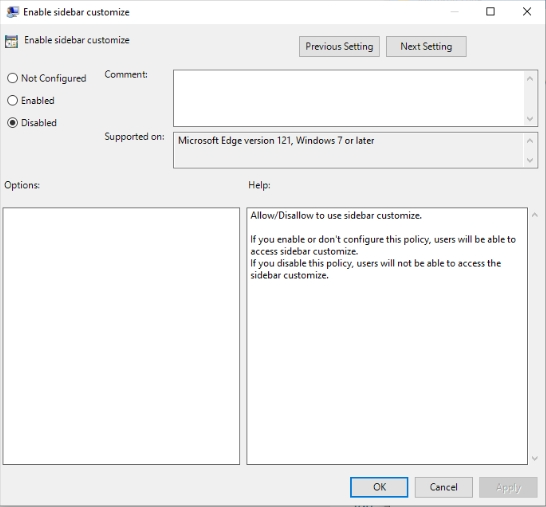 Enable sidebar customize
Enable sidebar customize
Previous Setting
Next Setting
Not Configured
Enabled
Disabled
Comment:
Supported on:
Microsoft Edge version 121, Windows 7 or later
Options:
Help:
Allow/Disallow to use sidebar customize.
If you enable or don't configure this policy, users will be able to
access sidebar customize.
If you disable this policy, users will not be able to access the
sidebar customize.
OK
Cancel
Apply